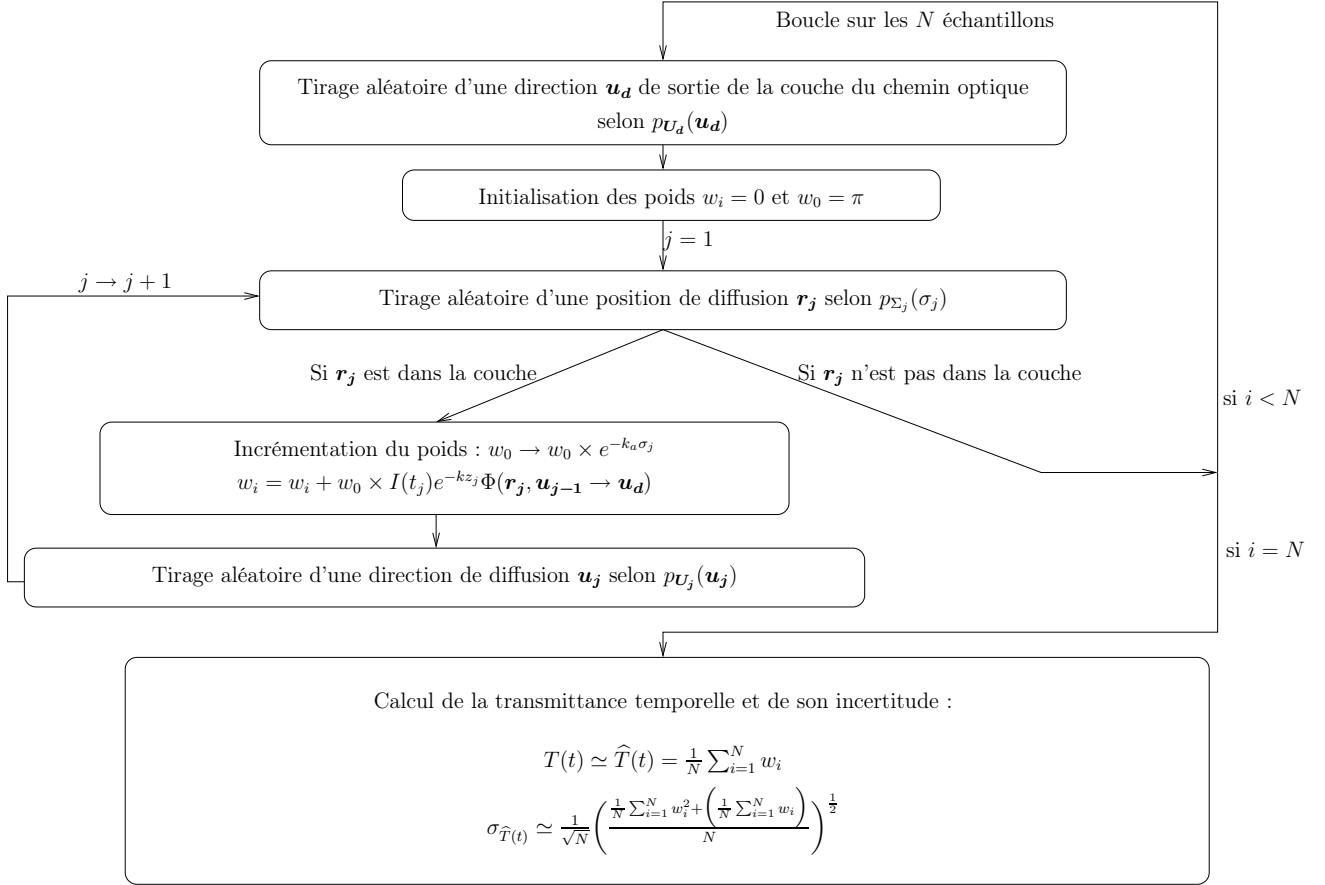 Boucle sur les N échantillons
Tirage aléatoire d'une direction u_d de sortie de la couche du chemin optique
selon p_{U_d}(u_d)
Initialisation des poids w_i = 0 et w_0 = π
j = 1
j → j + 1
Tirage aléatoire d'une position de diffusion r_j selon p_{Σ_j}(σ_j)
Si r_j est dans la couche
Si r_j n'est pas dans la couche
si i < N
Incrémentation du poids : w_0 → w_0 × e^{−k_a σ_j}
w_i = w_i + w_0 × I(t_j)e^{−kz_j}Φ(r_j, u_{j−1} → u_d)
si i = N
Tirage aléatoire d'une direction de diffusion u_j selon p_{U_j}(u_j)
Calcul de la transmittance temporelle et de son incertitude :
T(t) ≃ \widehat{T}(t) = \frac{1}{N} \sum_{i=1}^{N} w_i
σ_{\widehat{T}(t)} ≃ \frac{1}{\sqrt{N}} \left( \frac{\frac{1}{N} \sum_{i=1}^{N} w_i^2 + \left( \frac{1}{N} \sum_{i=1}^{N} w_i \right)}{N} \right)^{\frac{1}{2}}